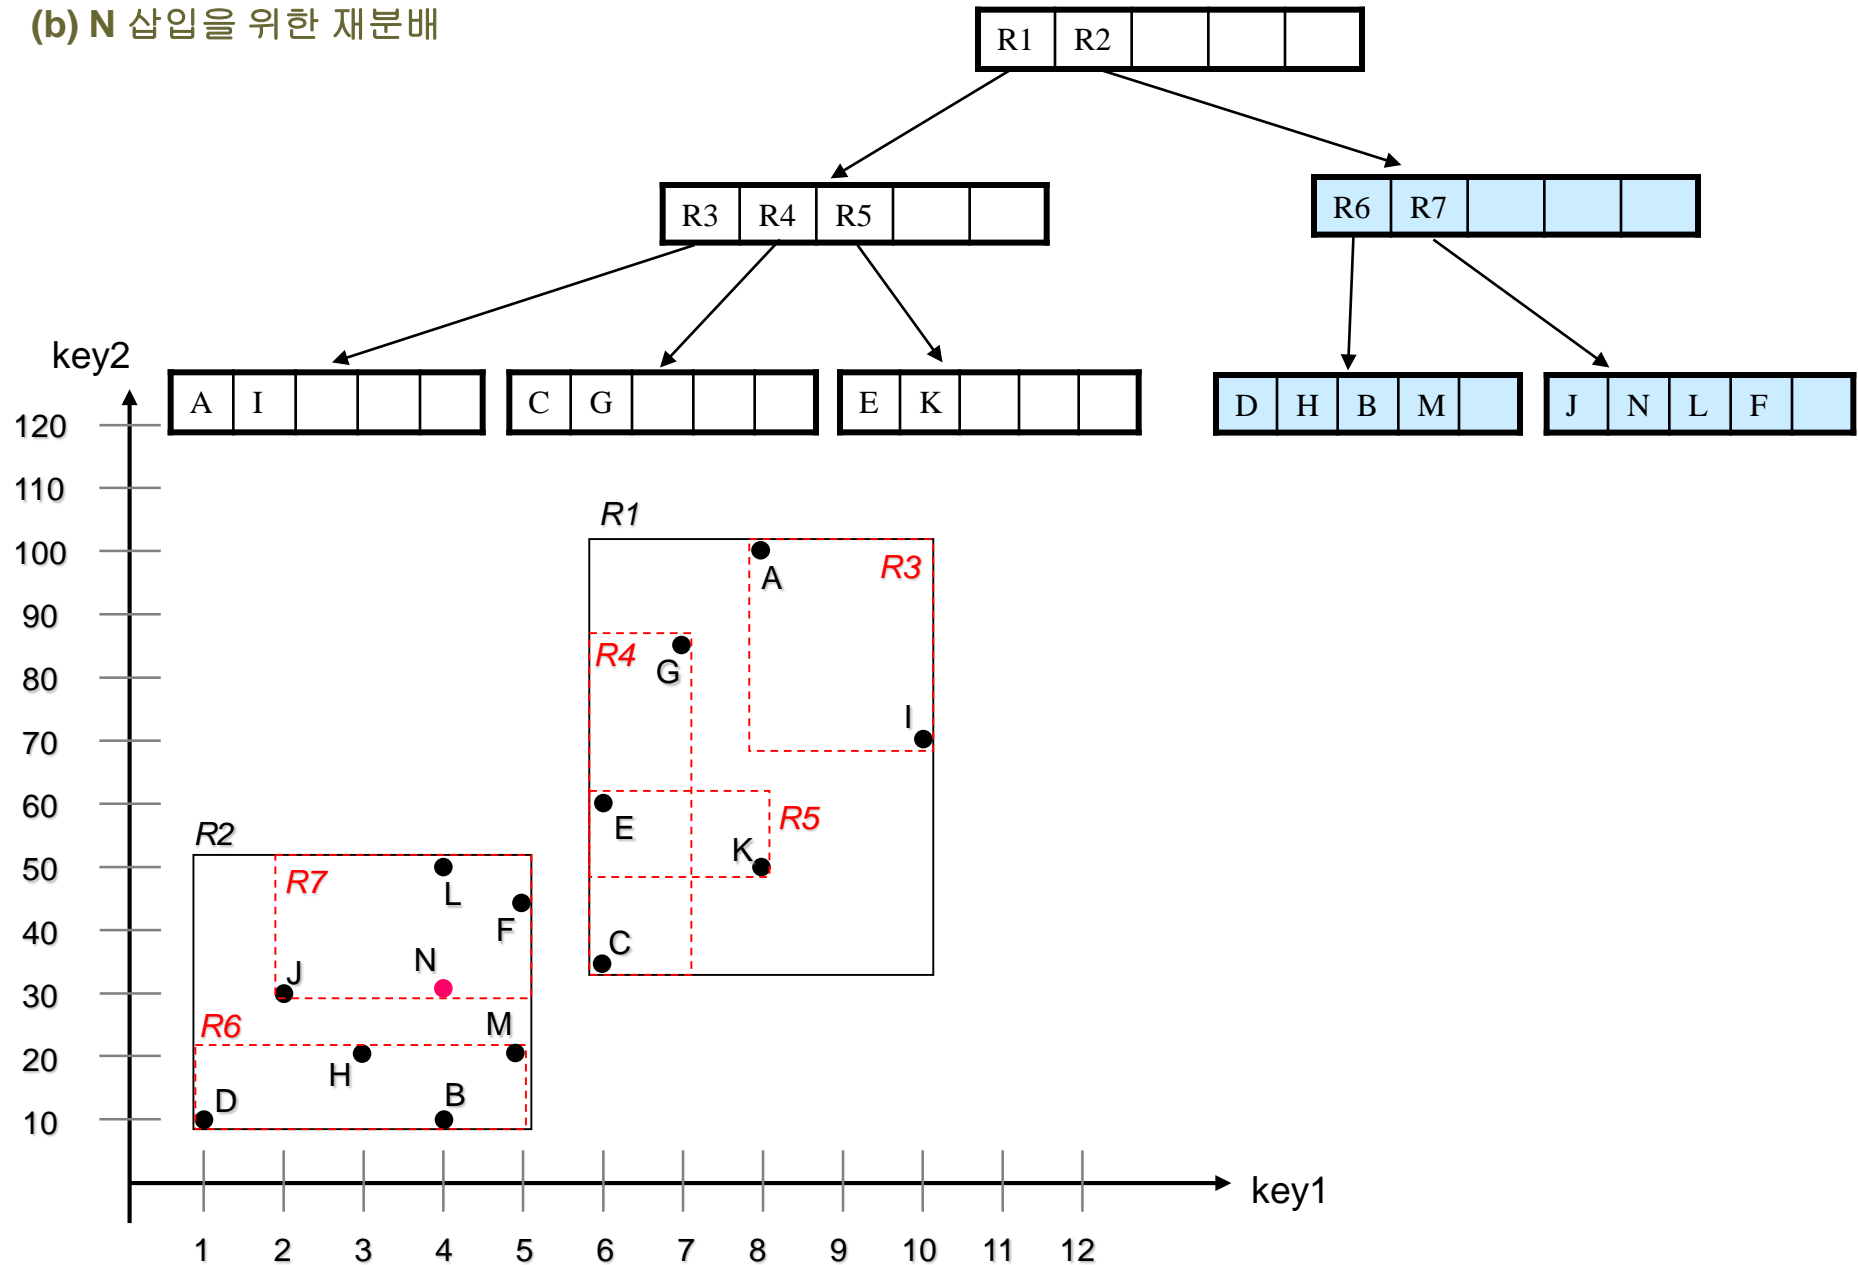 (b) N 삽입을 위한 재분배
R1 R2
R3 R4 R5
R6 R7
A I
C G
E K
D H B M
J N L F
key2
120
110
100
90
80
70
60
50
40
30
20
10
R1
A
R3
R4
G
I
E
R5
K
C
R2
R7
L
F
N
J
R6
M
H
B
D
key1
1 2 3 4 5 6 7 8 9 10 11 12